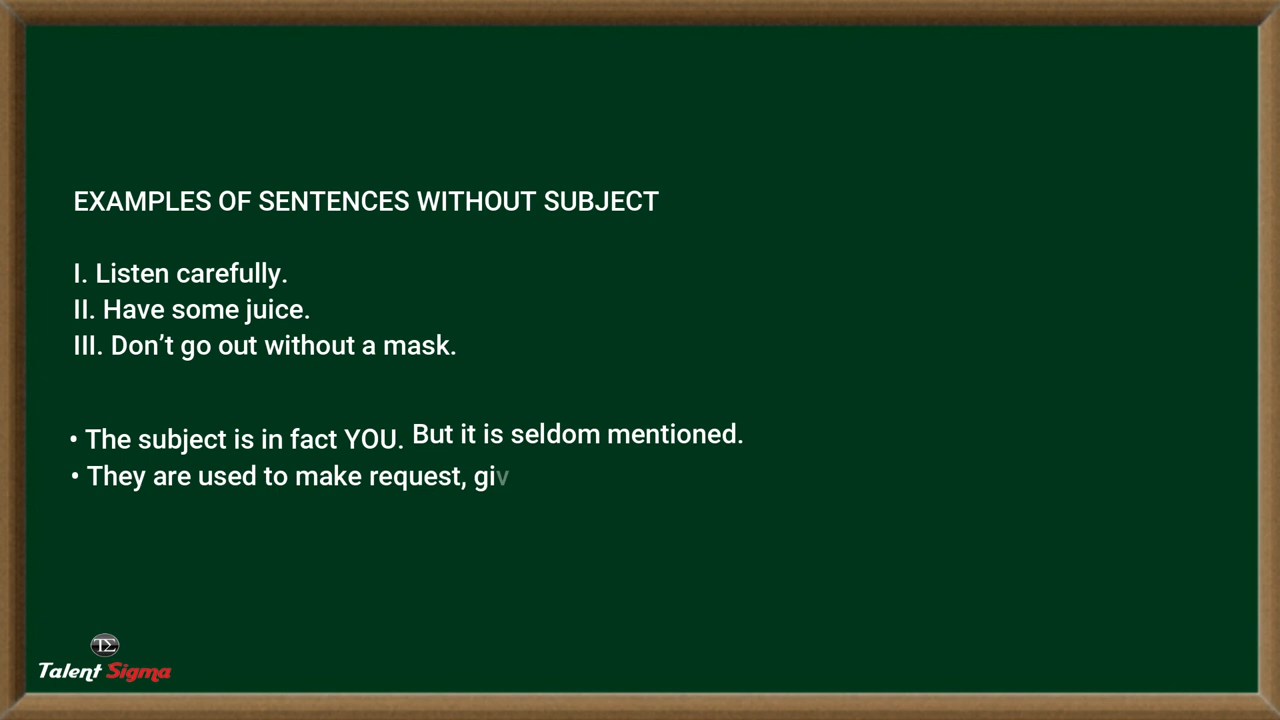 EXAMPLES OF SENTENCES WITHOUT SUBJECT
I. Listen carefully.
II. Have some juice.
III. Don’t go out without a mask.
• The subject is in fact YOU. But it is seldom mentioned.
• They are used to make request, giv
TΣ
Talent Sigma